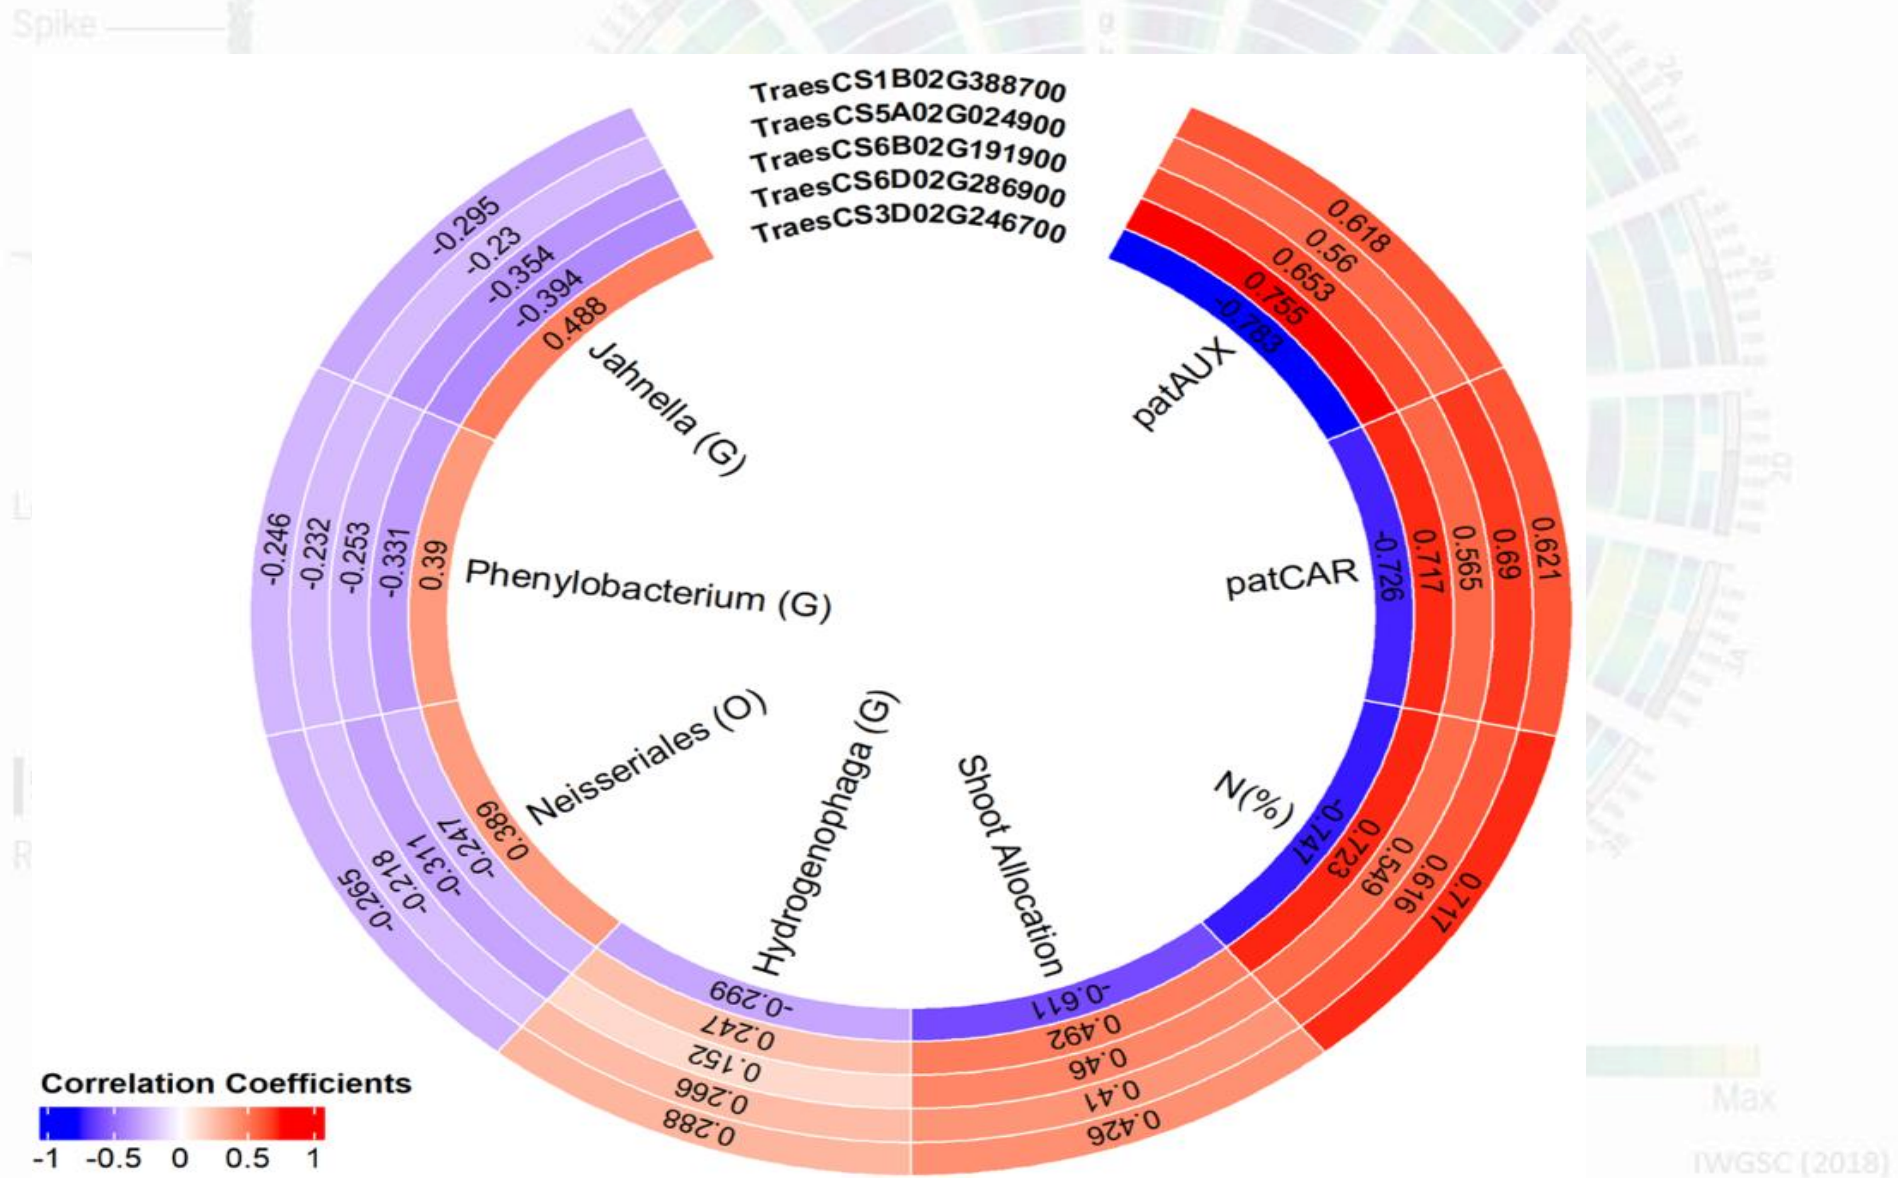 Spike
TraesCS1B02G388700
TraesCS5A02G024900
TraesCS6B02G191900
TraesCS6D02G286900
TraesCS3D02G246700
-0.295
-0.23
-0.354
-0.394
0.488
Jahnella (G)
0.618
0.56
0.653
0.755
-0.783
patAUX
-0.246
-0.232
-0.253
-0.331
0.39
Phenylobacterium (G)
patCAR
-0.726
0.717
0.565
0.69
0.621
-0.265
-0.218
-0.311
-0.247
0.389
Neisseriales (O)
Hydrogenophaga (G)
-0.299
0.247
0.152
0.266
0.288
Shoot Allocation
-0.611
0.492
0.46
0.41
0.426
N(%)
-0.747
0.723
0.549
0.616
0.717
2A
2B
2D
3A
Correlation Coefficients
-1 -0.5 0 0.5 1
Max
IWGSC (2018)